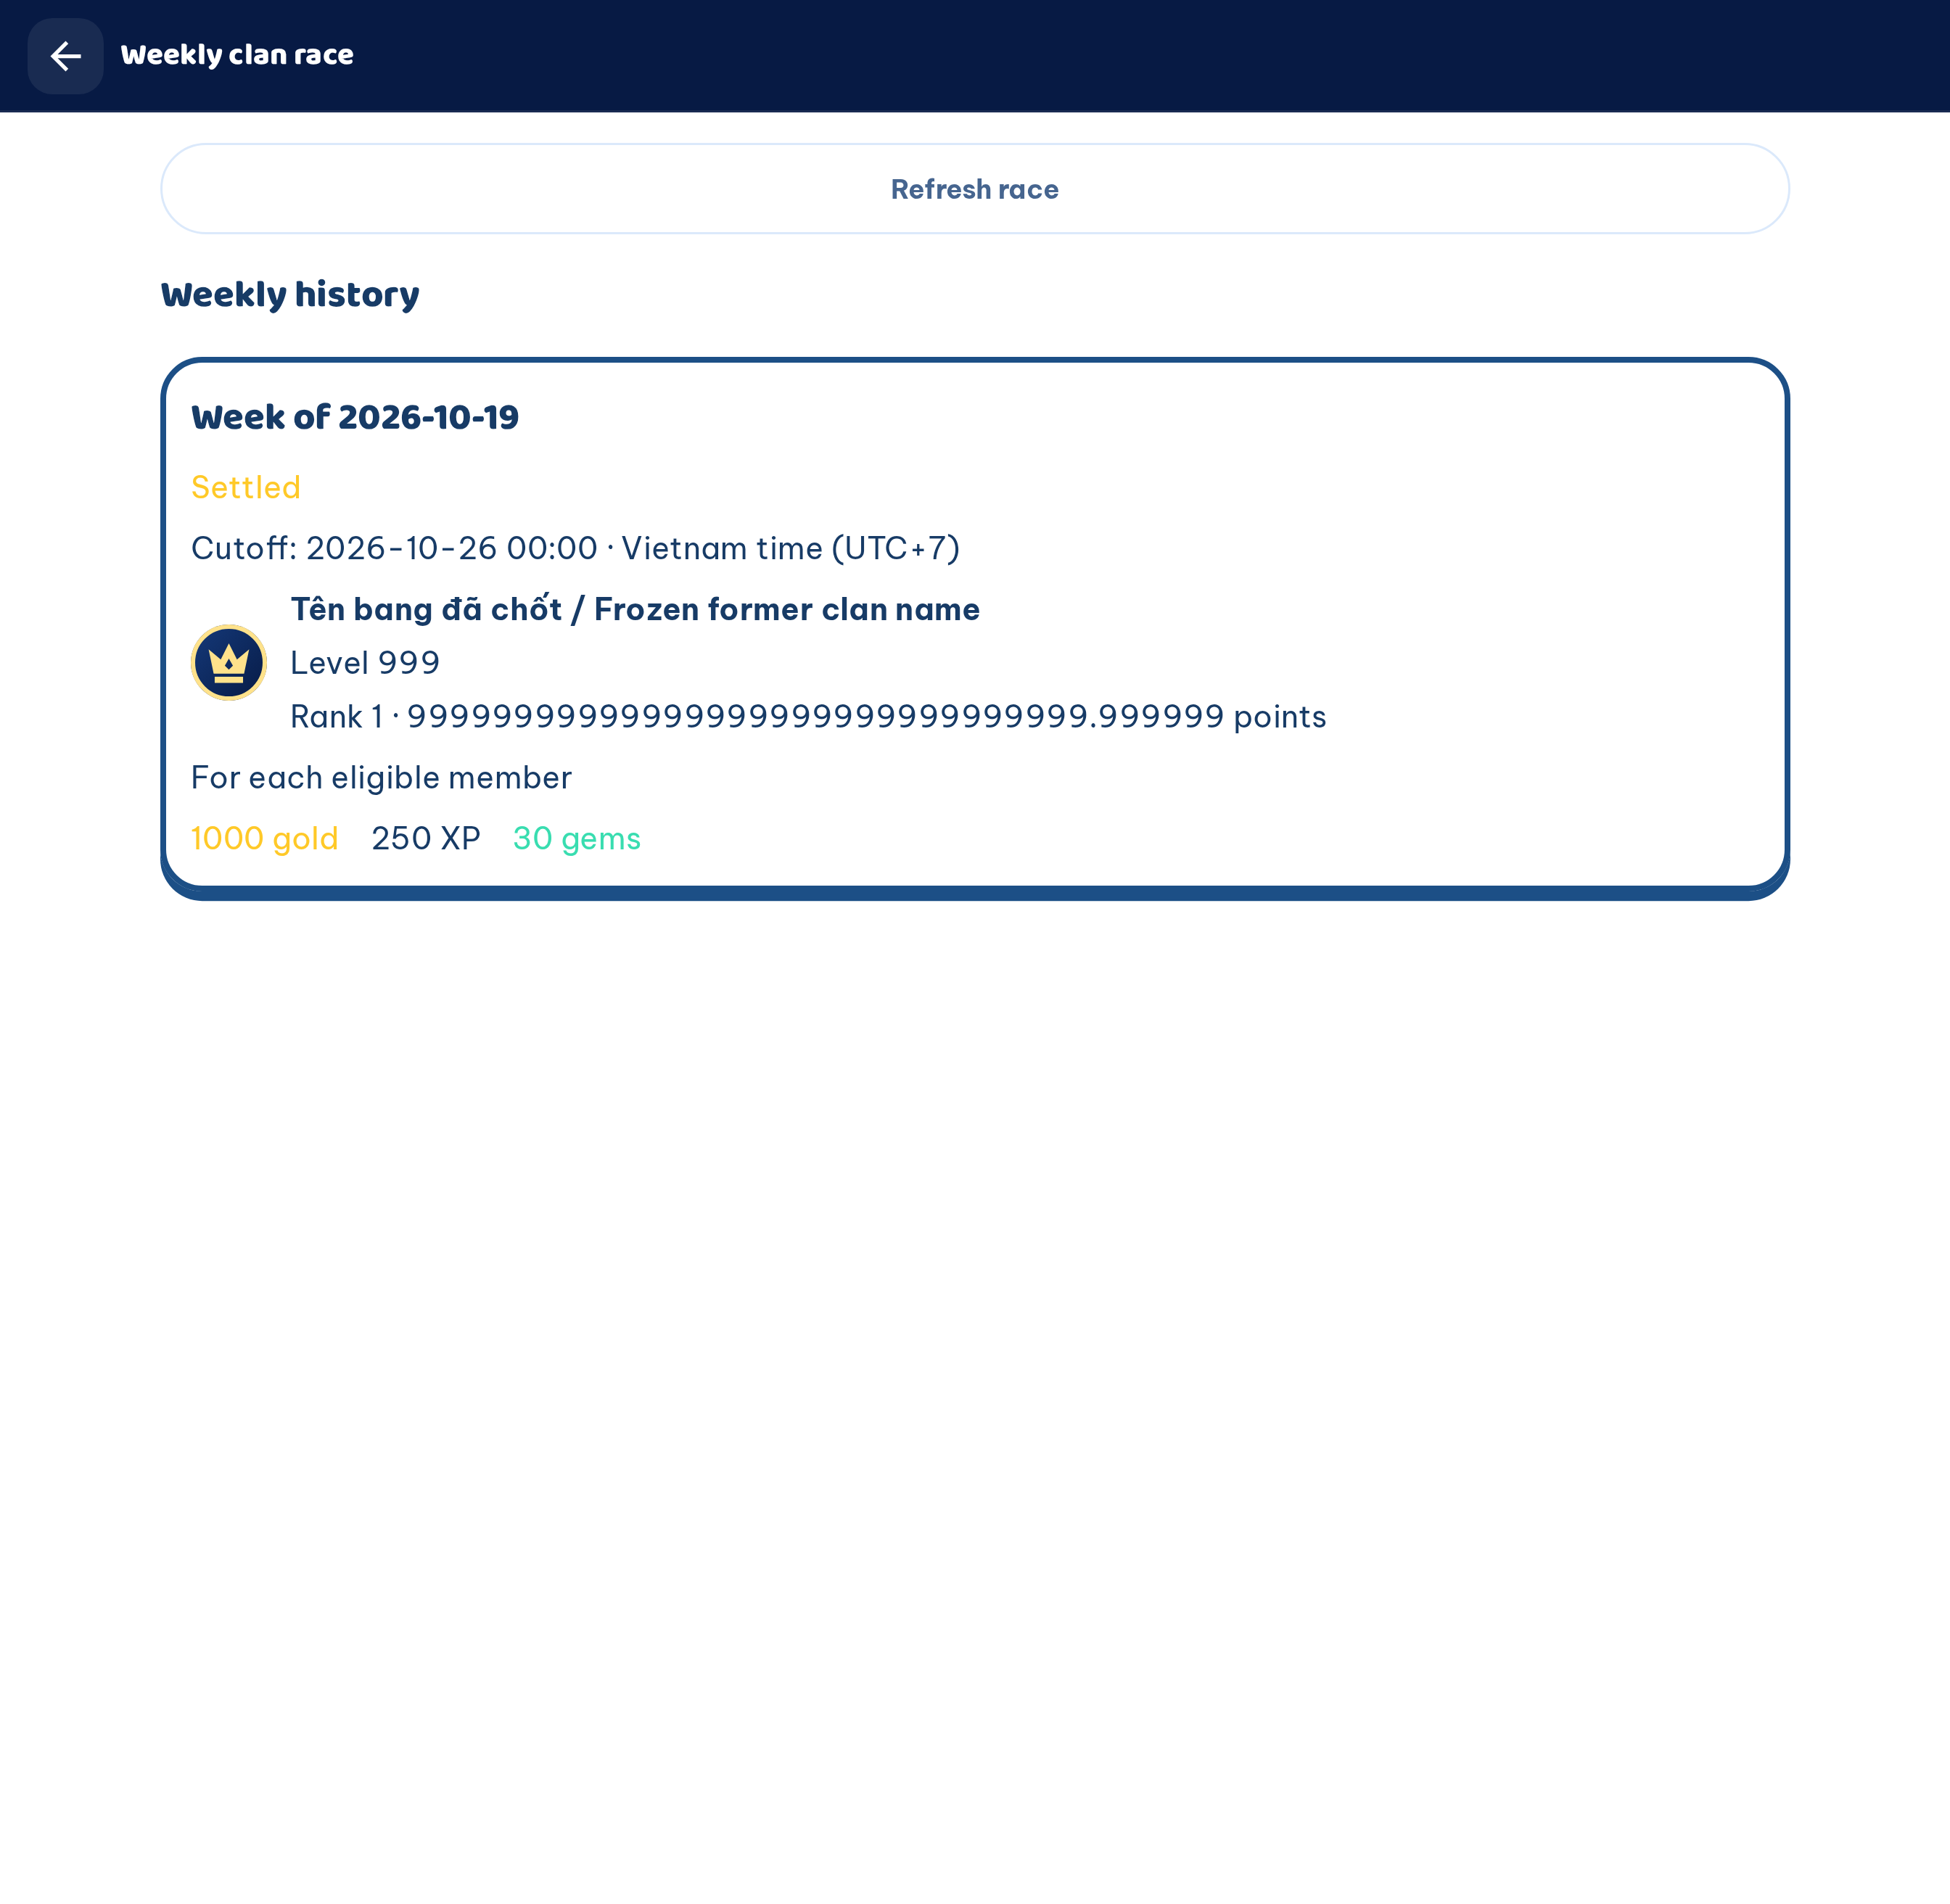 Weekly clan race
Refresh race
Weekly history
Week of 2026-10-19
Settled
Cutoff: 2026-10-26 00:00 · Vietnam time (UTC+7)
Tên bang đã chốt / Frozen former clan name
Level 999
Rank 1 · 99999999999999999999999999999999.999999 points
For each eligible member
1000 gold 250 XP 30 gems